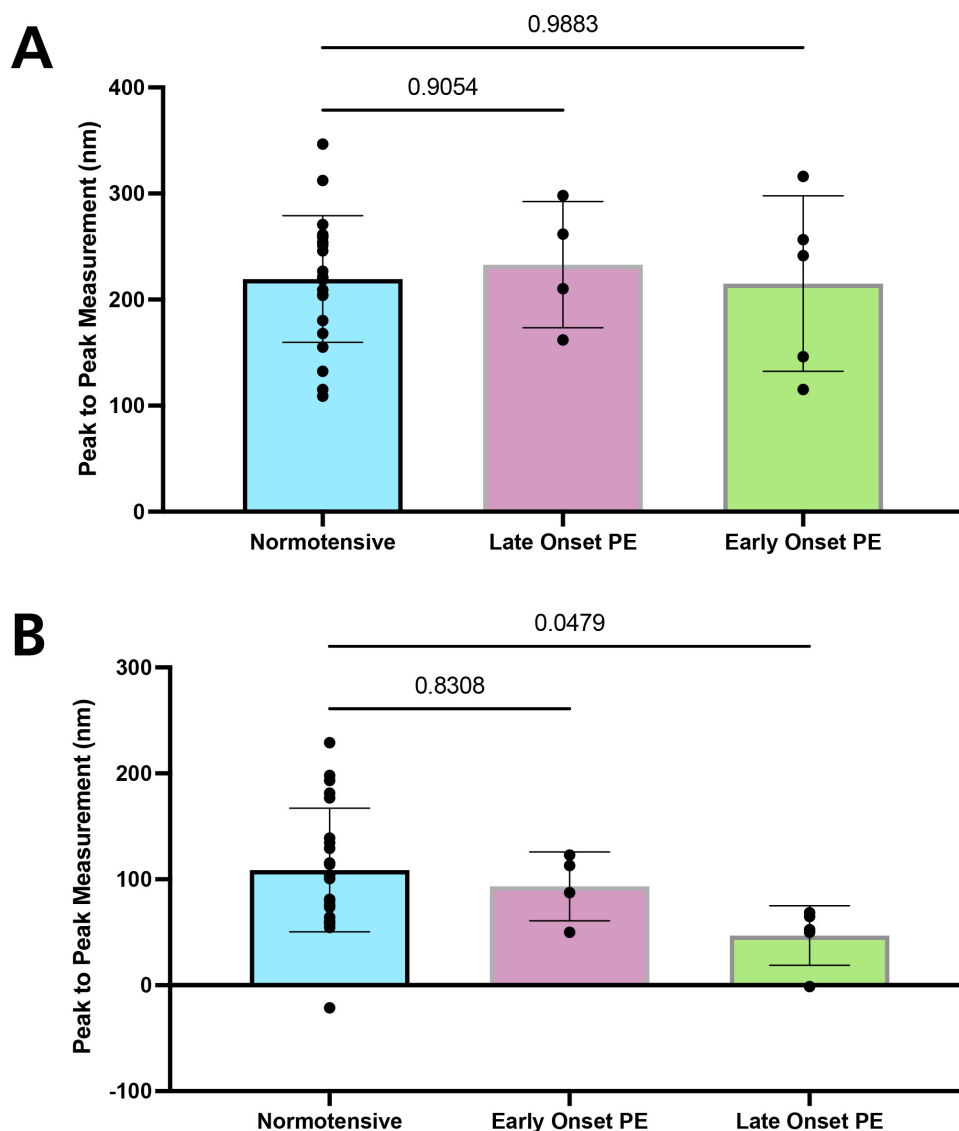 A
0.9883
0.9054
Peak to Peak Measurement (nm)
400
300
200
100
0
Normotensive
Late Onset PE
Early Onset PE
B
0.0479
0.8308
Peak to Peak Measurement (nm)
300
200
100
0
-100
Normotensive
Early Onset PE
Late Onset PE